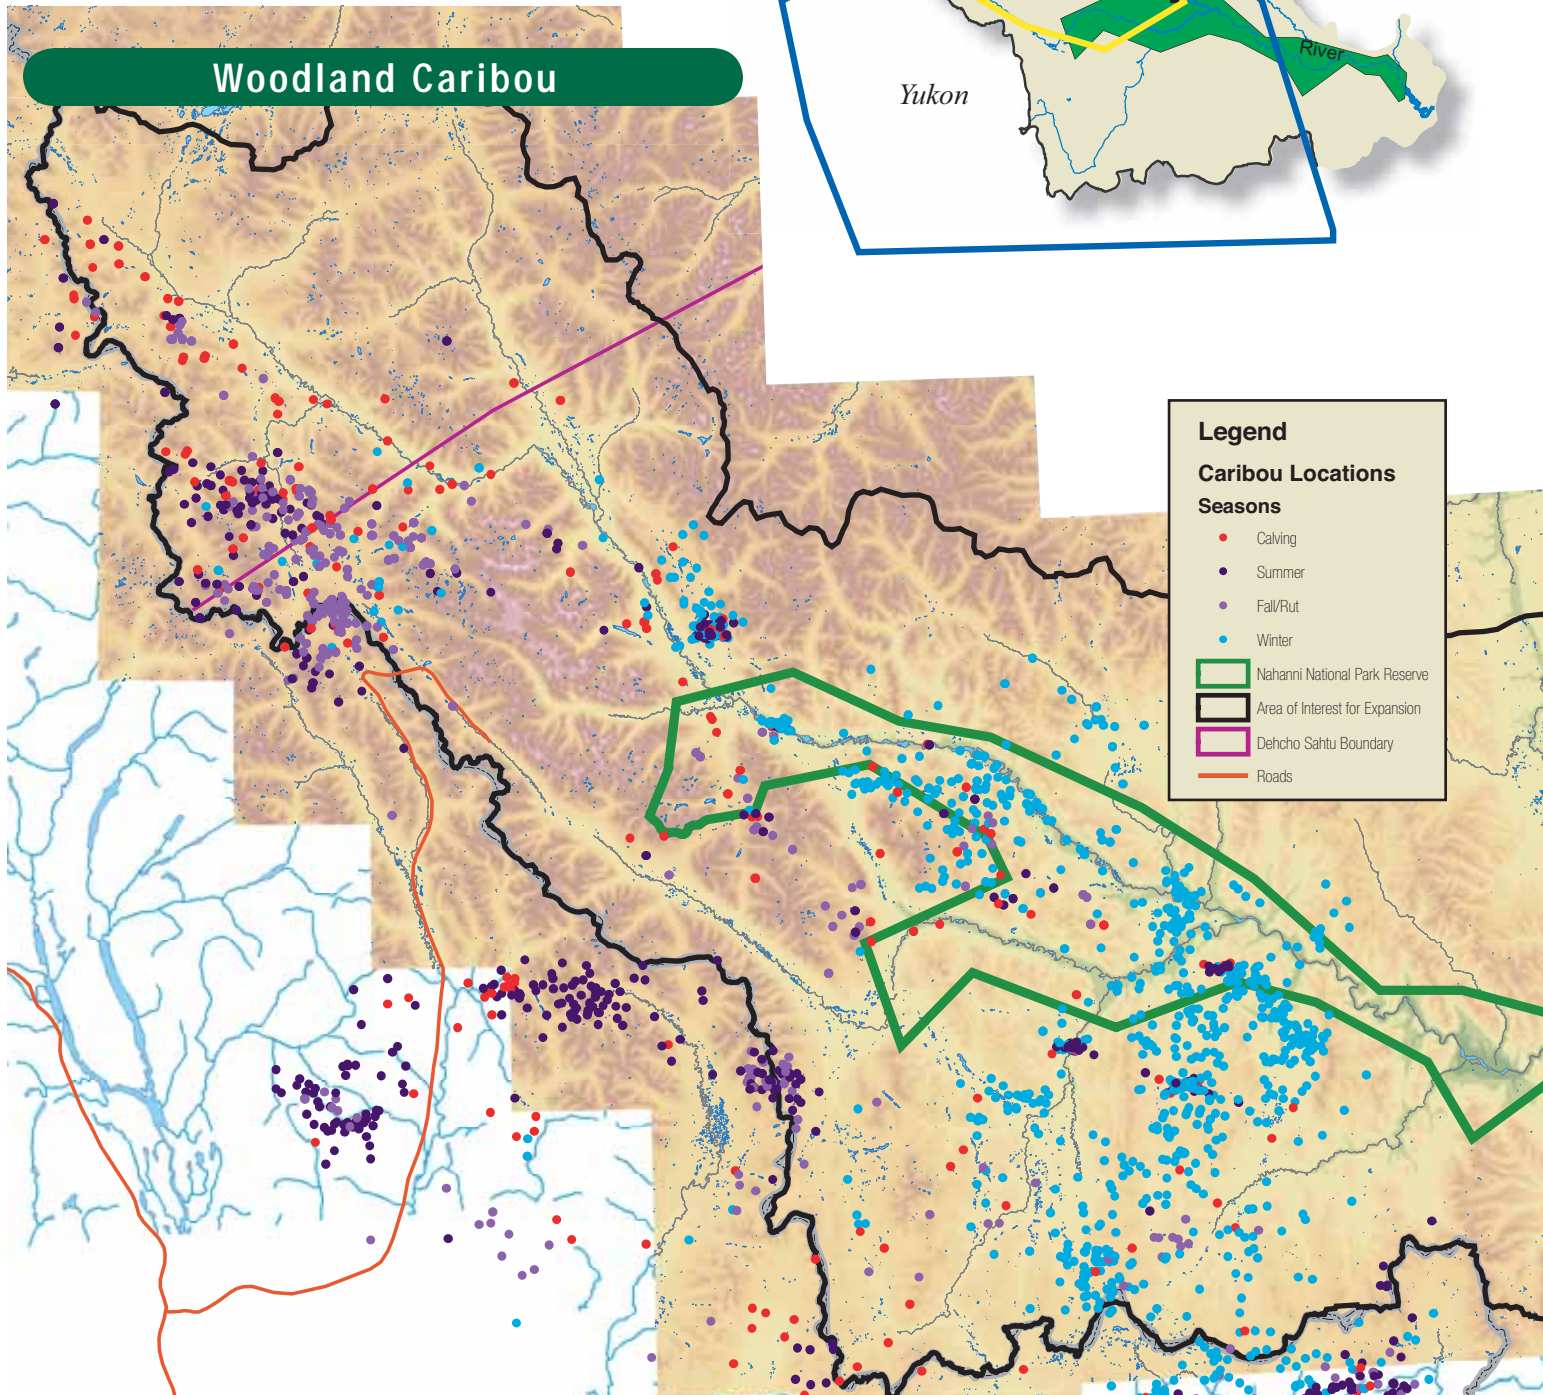 Woodland Caribou
Yukon
River
Legend
Caribou Locations
Seasons
Calving
Summer
Fall/Rut
Winter
Nahanni National Park Reserve
Area of Interest for Expansion
Dehcho Sahtu Boundary
Roads